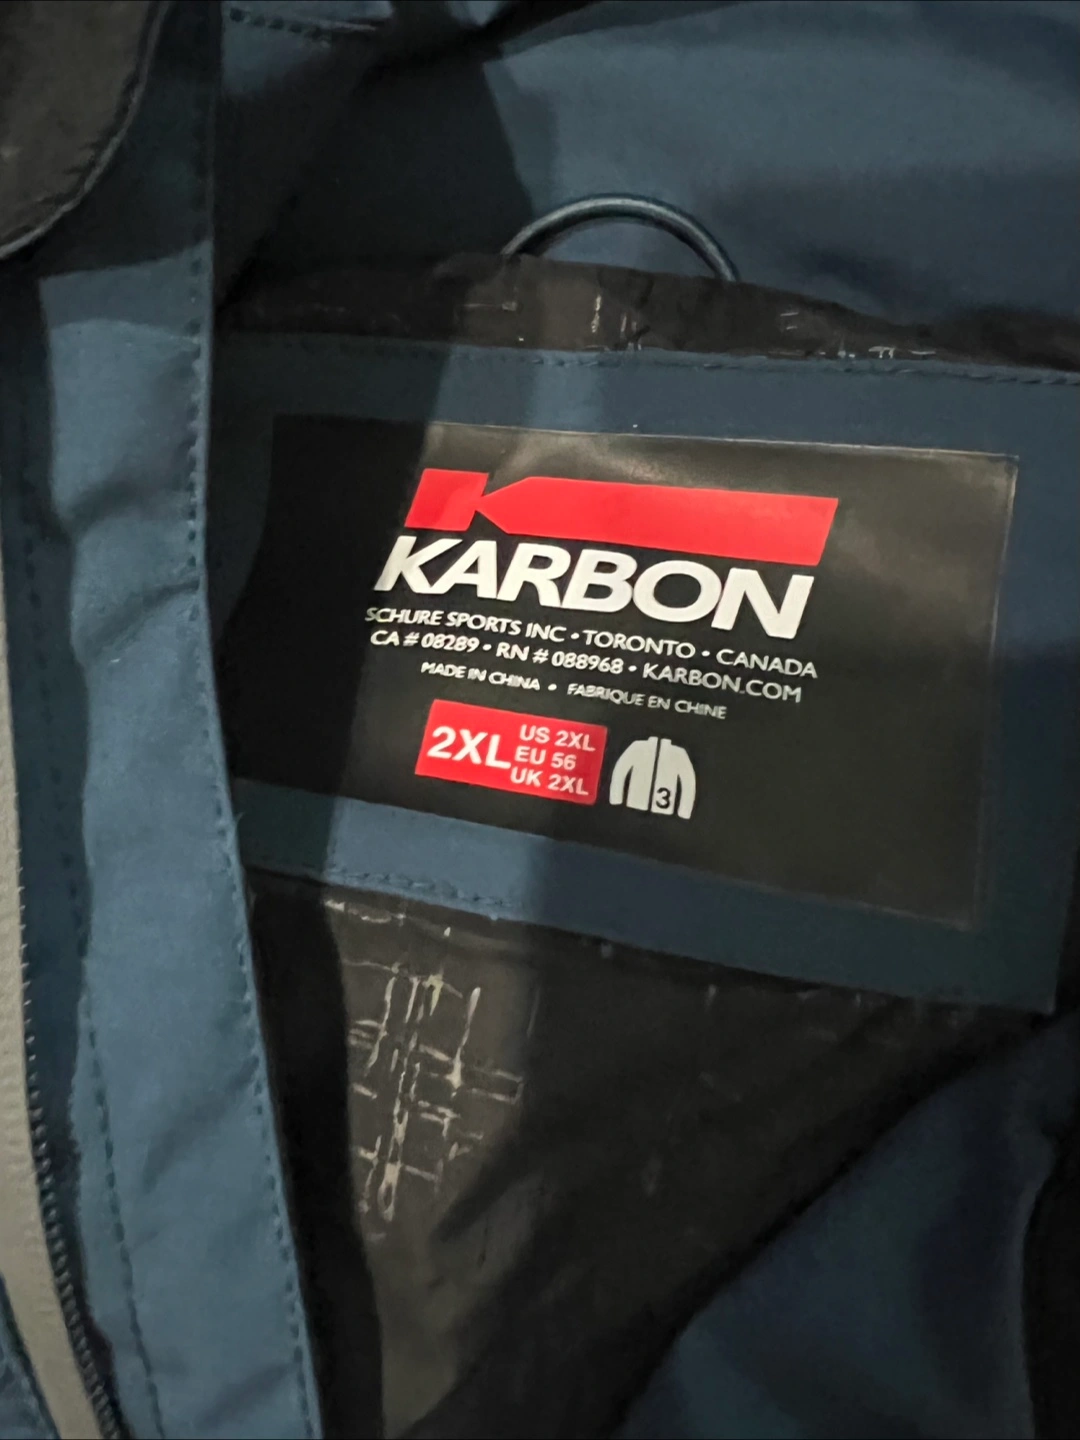 KARBON
SCHURE SPORTS INC • TORONTO • CANADA
CA # 08289 • RN # 088968 • KARBON.COM
MADE IN CHINA • FABRIQUE EN CHINE
2XL
US 2XL
EU 56
UK 2XL
3